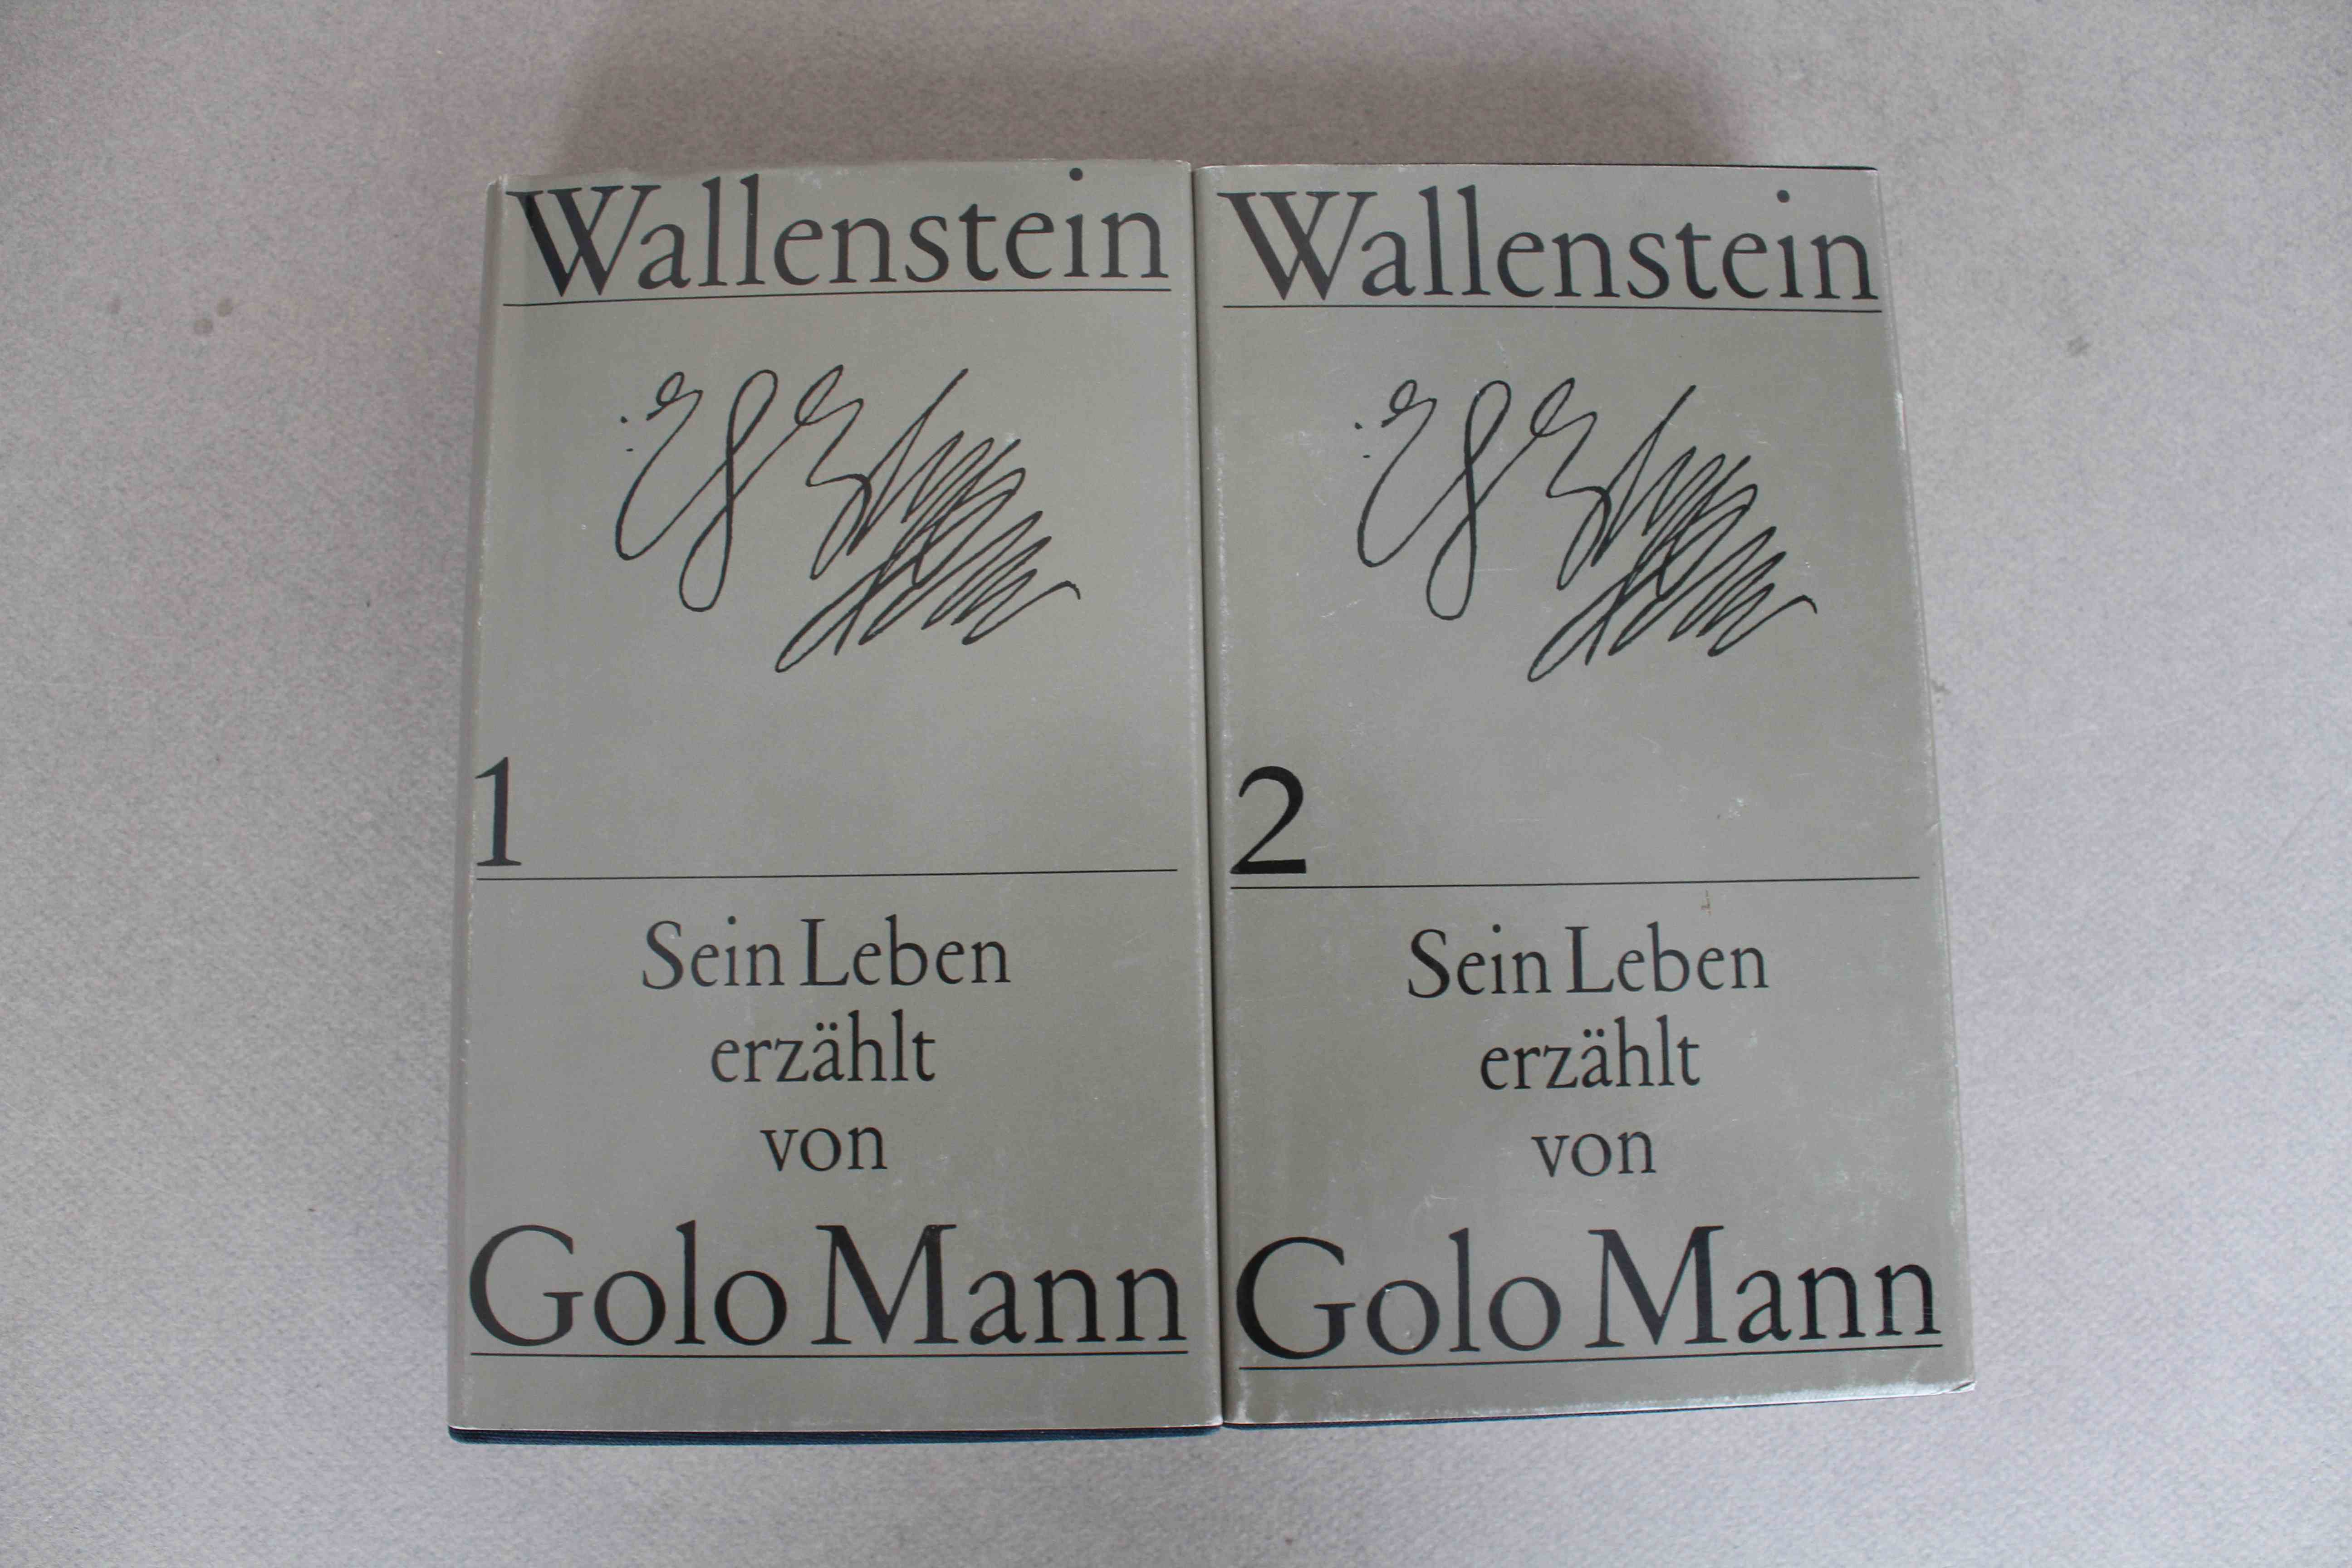 Wallenstein
1
Sein Leben
erzählt
von
Golo Mann
Wallenstein
2
Sein Leben
erzählt
von
Golo Mann